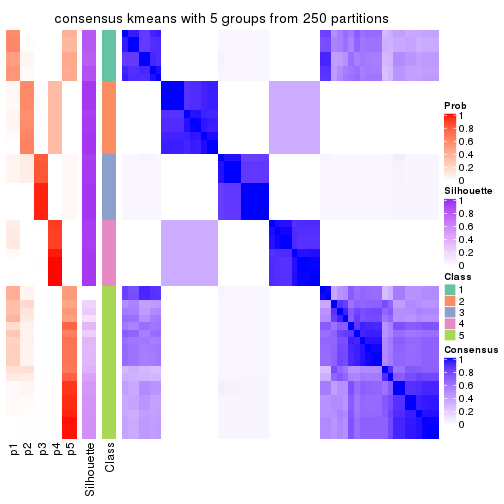 consensus kmeans with 5 groups from 250 partitions
Prob
1
0.8
0.6
0.4
0.2
0
Silhouette
1
0.8
0.6
0.4
0.2
0
Class
1
2
3
4
5
Consensus
1
0.8
0.6
0.4
0.2
0
p1
p2
p3
p4
p5
Silhouette
Class